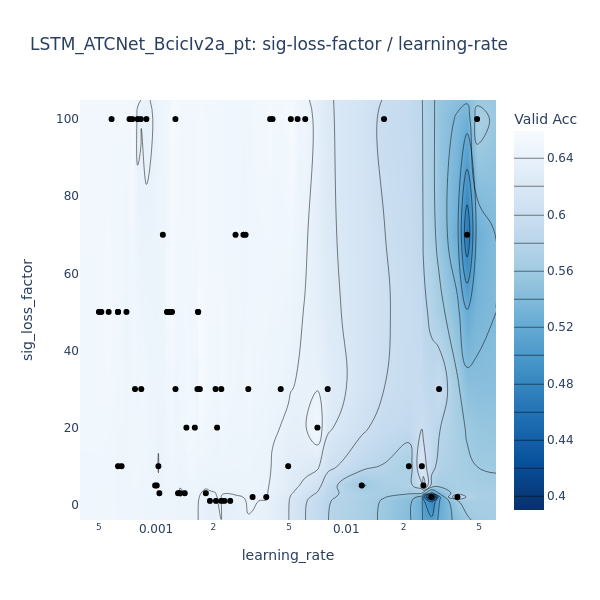 LSTM_ATCNet_BcicIv2a_pt: sig-loss-factor / learning-rate
Valid Acc
0.64
0.6
0.56
0.52
0.48
0.44
0.4
sig_loss_factor
100
80
60
40
20
0
5 0.001 2 5 0.01 2 5
learning_rate